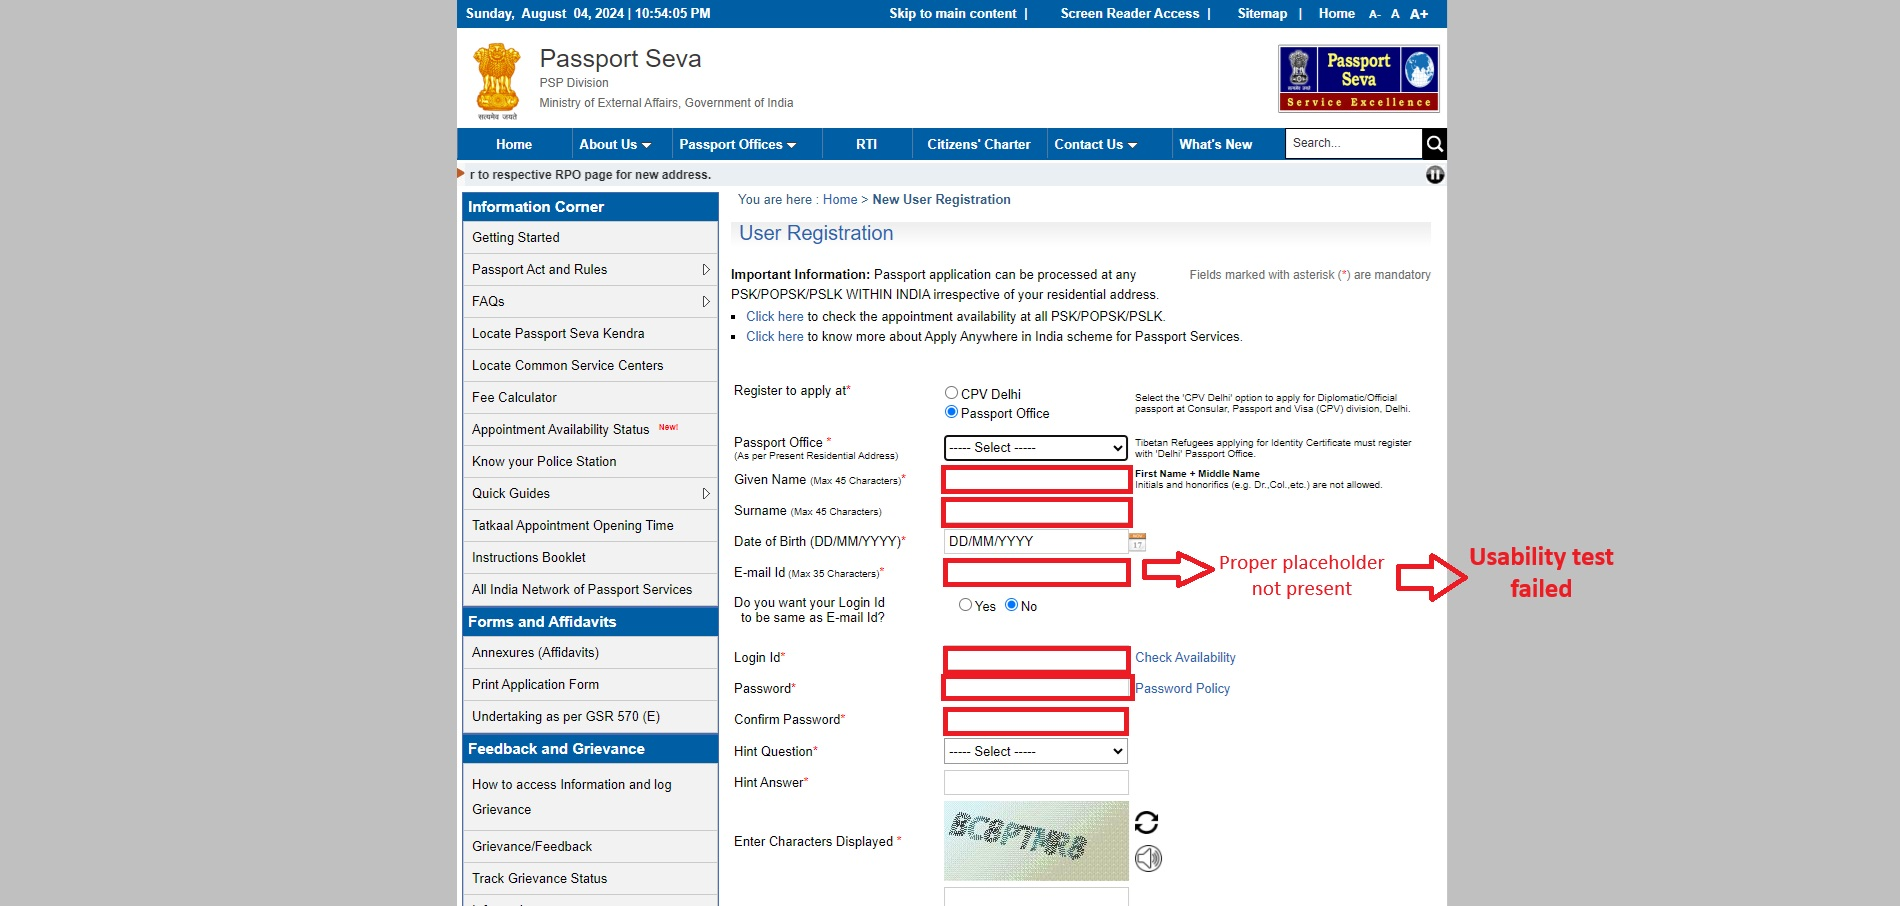 Sunday, August 04, 2024 | 10:54:05 PM
Skip to main content |
Screen Reader Access |
Sitemap |
Home A- A A+
Passport Seva
PSP Division
Ministry of External Affairs, Government of India
सत्यमेव जयते
Passport
Seva
Service Excellence
Home
About Us
Passport Offices
RTI
Citizens' Charter
Contact Us
What's New
Search...
r to respective RPO page for new address.
Information Corner
Getting Started
Passport Act and Rules
FAQs
Locate Passport Seva Kendra
Locate Common Service Centers
Fee Calculator
Appointment Availability Status New!
Know your Police Station
Quick Guides
Tatkaal Appointment Opening Time
Instructions Booklet
All India Network of Passport Services
Forms and Affidavits
Annexures (Affidavits)
Print Application Form
Undertaking as per GSR 570 (E)
Feedback and Grievance
How to access Information and log
Grievance
Grievance/Feedback
Track Grievance Status
You are here : Home > New User Registration
User Registration
Important Information: Passport application can be processed at any
PSK/POPSK/PSLK WITHIN INDIA irrespective of your residential address.
Fields marked with asterisk (*) are mandatory
Click here to check the appointment availability at all PSK/POPSK/PSLK.
Click here to know more about Apply Anywhere in India scheme for Passport Services.
Register to apply at*
CPV Delhi
Passport Office
Select the 'CPV Delhi' option to apply for Diplomatic/Official
passport at Consular, Passport and Visa (CPV) division, Delhi.
Passport Office *
(As per Present Residential Address)
----- Select -----
Tibetan Refugees applying for Identity Certificate must register
with 'Delhi' Passport Office.
Given Name (Max 45 Characters)*
First Name + Middle Name
Initials and honorifics (e.g. Dr.,Col.,etc.) are not allowed.
Surname (Max 45 Characters)
Date of Birth (DD/MM/YYYY)*
DD/MM/YYYY
17
E-mail Id (Max 35 Characters)*
Proper placeholder
not present
Usability test
failed
Do you want your Login Id
to be same as E-mail Id?
Yes No
Login Id*
Check Availability
Password*
Password Policy
Confirm Password*
Hint Question*
----- Select -----
Hint Answer*
Enter Characters Displayed *